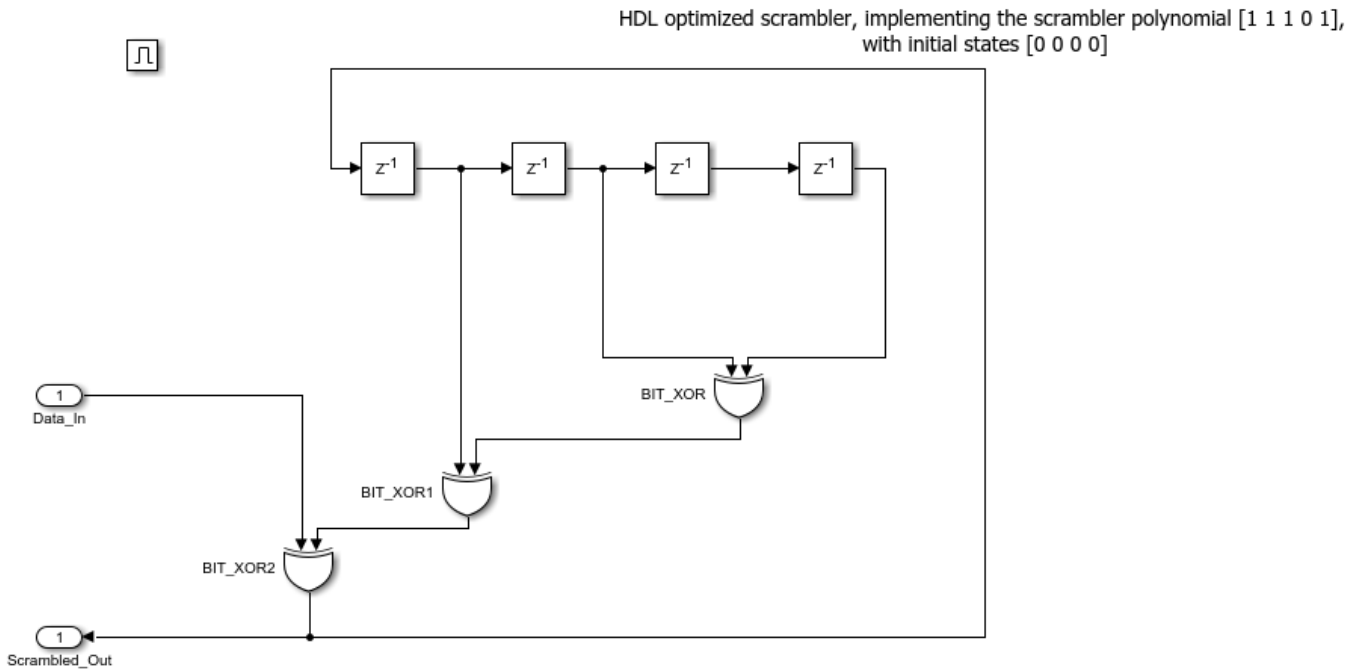 HDL optimized scrambler, implementing the scrambler polynomial [1 1 1 0 1],
with initial states [0 0 0 0]
z-1
z-1
z-1
z-1
BIT_XOR
1
Data_In
BIT_XOR1
BIT_XOR2
1
Scrambled_Out